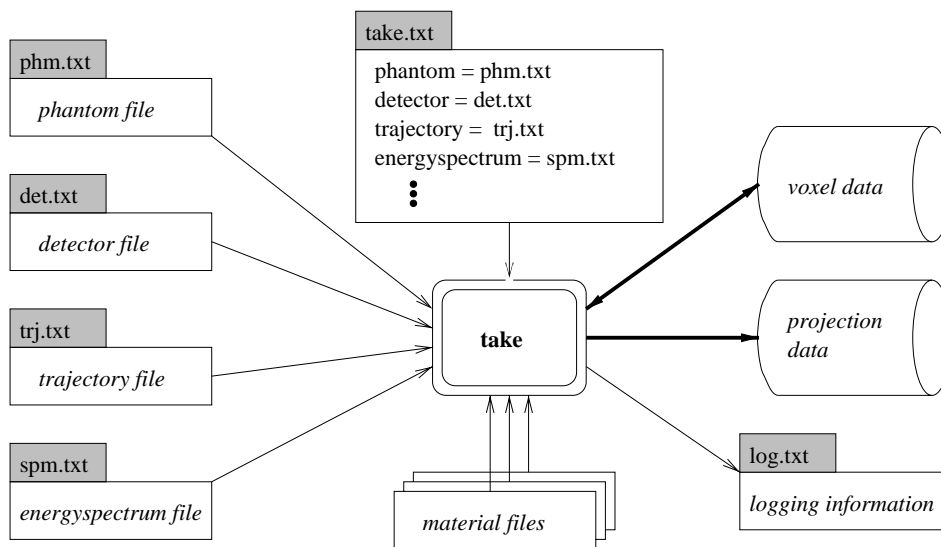 phm.txt
phantom file
det.txt
detector file
trj.txt
trajectory file
spm.txt
energyspectrum file
take.txt
phantom = phm.txt
detector = det.txt
trajectory = trj.txt
energyspectrum = spm.txt
take
material files
voxel data
projection
data
log.txt
logging information